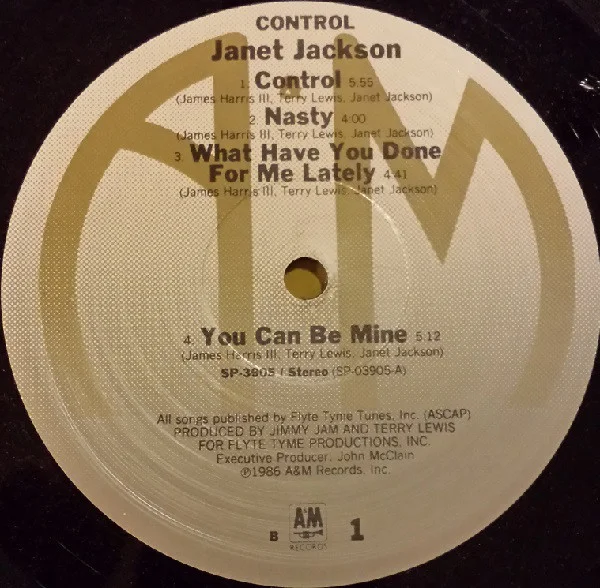 CONTROL
Janet Jackson
1. Control 5:55
(James Harris III, Terry Lewis, Janet Jackson)
2. Nasty 4:00
(James Harris III, Terry Lewis, Janet Jackson)
3. What Have You Done
For Me Lately 4:41
(James Harris III, Terry Lewis, Janet Jackson)
4. You Can Be Mine 5:12
(James Harris III, Terry Lewis, Janet Jackson)
SP-3905 / Stereo (SP-03905-A)
All songs published by Flyte Tyme Tunes, Inc. (ASCAP)
PRODUCED BY JIMMY JAM AND TERRY LEWIS
FOR FLYTE TYME PRODUCTIONS, INC.
Executive Producer: John McClain
℗1986 A&M Records, Inc.
B A&M RECORDS 1